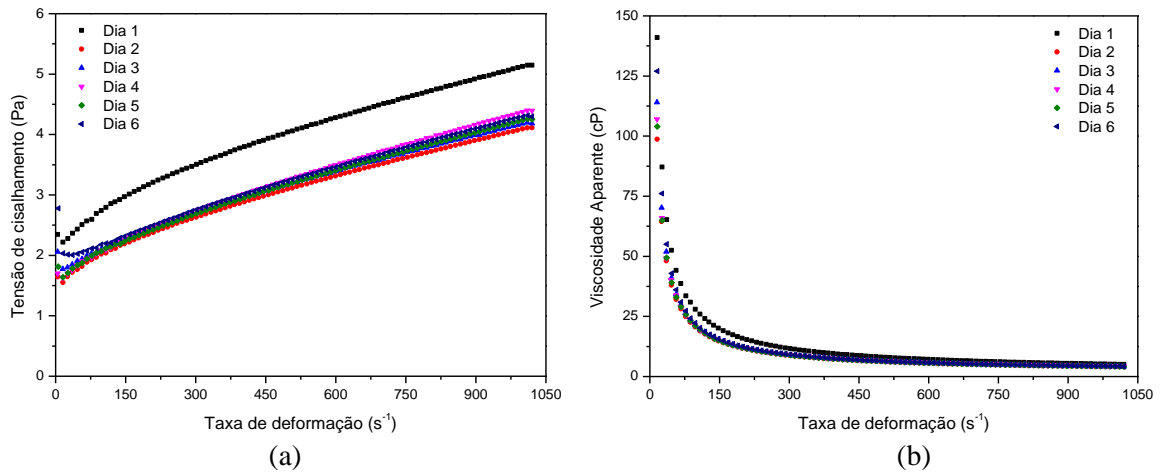 6
5
4
3
2
1
0
Tensão de cisalhamento (Pa)
Dia 1
Dia 2
Dia 3
Dia 4
Dia 5
Dia 6
0 150 300 450 600 750 900 1050
Taxa de deformação (s⁻¹)
(a)
150
125
100
75
50
25
0
Viscosidade Aparente (cP)
Dia 1
Dia 2
Dia 3
Dia 4
Dia 5
Dia 6
0 150 300 450 600 750 900 1050
Taxa de deformação (s⁻¹)
(b)